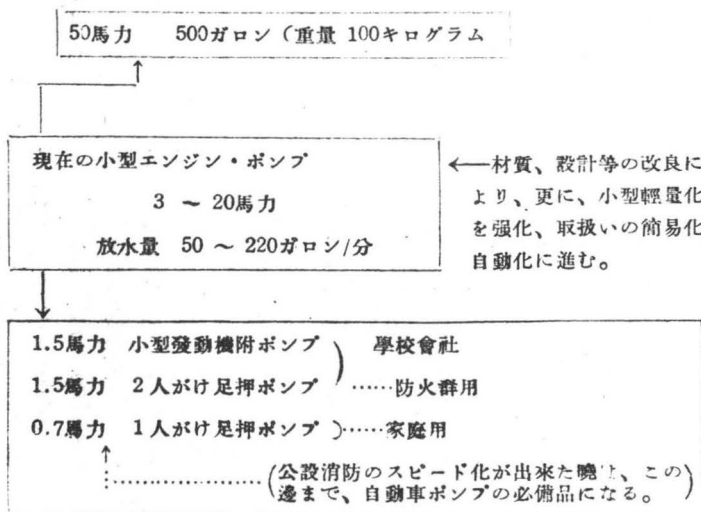 50馬力 500ガロン（重量 100キログラム
現在の小型エンジン・ポンプ
3 ～ 20馬力
放水量 50 ～ 220ガロン/分
←材質、設計等の改良に
より、更に、小型輕量化
を强化、取扱いの簡易化
自動化に進む。
1.5馬力 小型發動機附ポンプ） 學校會社
1.5馬力 2人がけ足押ポンプ ……防火群用
0.7馬力 1人がけ足押ポンプ）……家庭用
（公設消防のスピード化が出来た曉は、この
邊まで、自動車ポンプの必備品になる。）